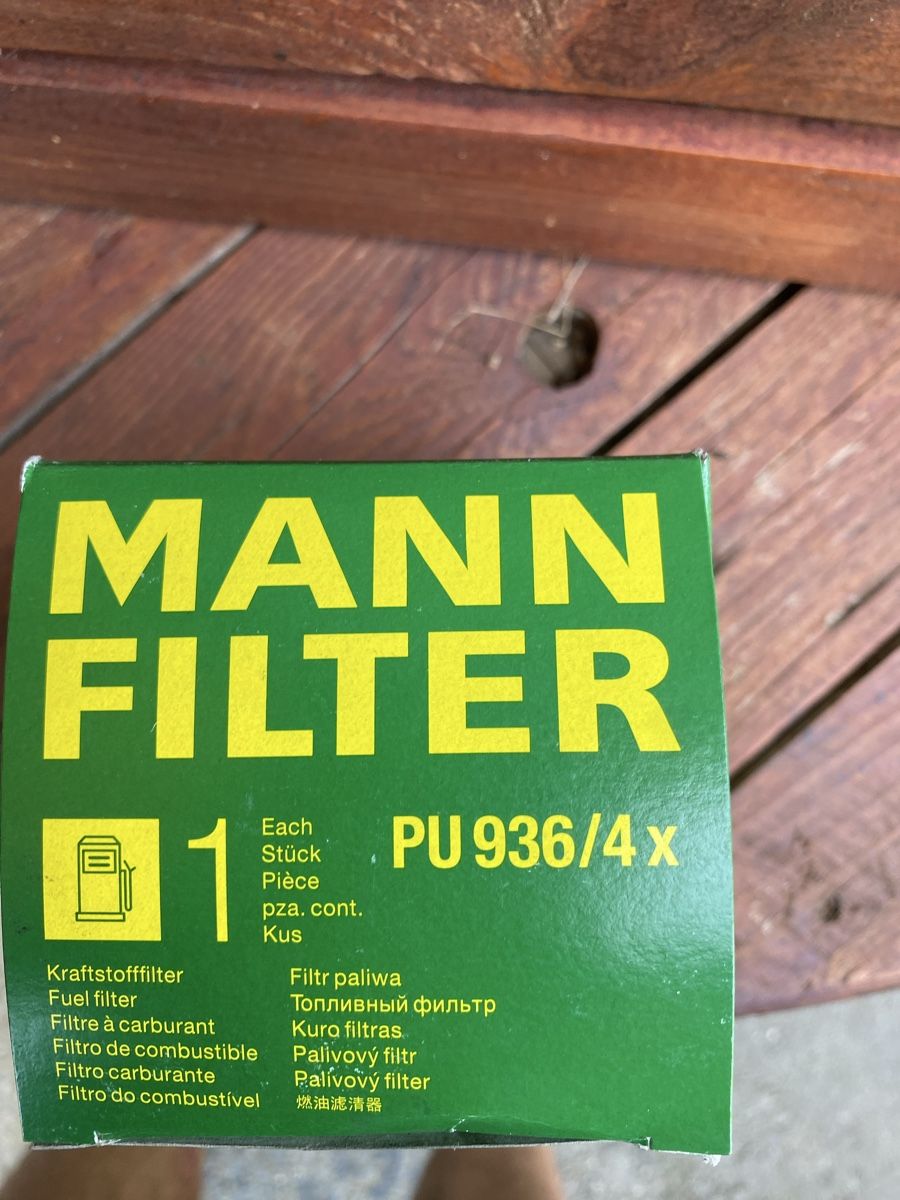 MANN
FILTER
1
Each
Stück
Pièce
pza. cont.
Kus
PU 936/4 x
Kraftstofffilter
Fuel filter
Filtre à carburant
Filtro de combustible
Filtro carburante
Filtro do combustível
Filtr paliwa
Топливный фильтр
Kuro filtras
Palivový filtr
Palivový filter
燃油滤清器